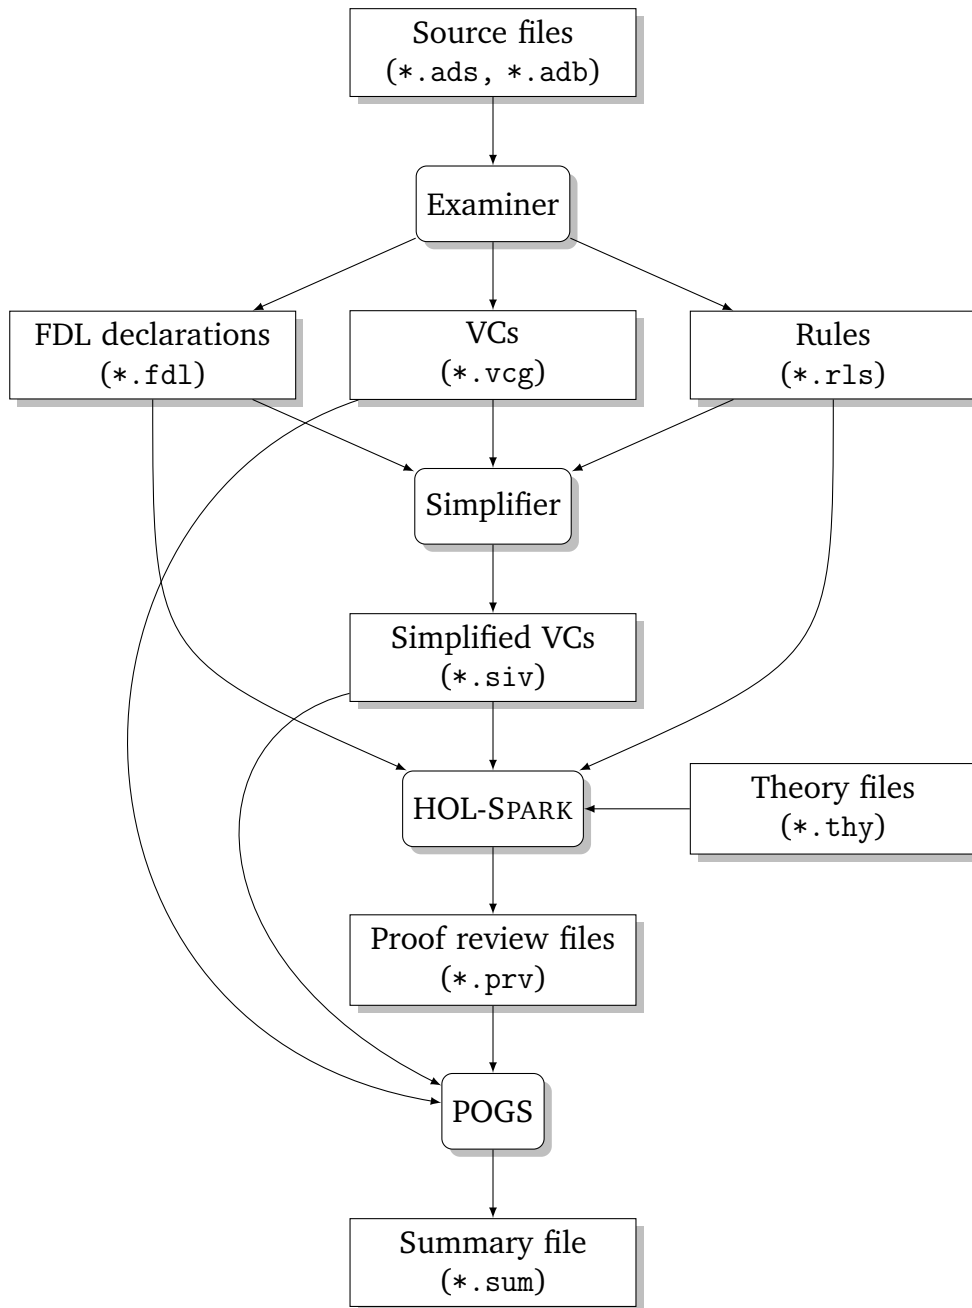 Source files
(*.ads, *.adb)
Examiner
FDL declarations
(*.fdl)
VCs
(*.vcg)
Rules
(*.rls)
Simplifier
Simplified VCs
(*.siv)
HOL-SPARK
Theory files
(*.thy)
Proof review files
(*.prv)
POGS
Summary file
(*.sum)